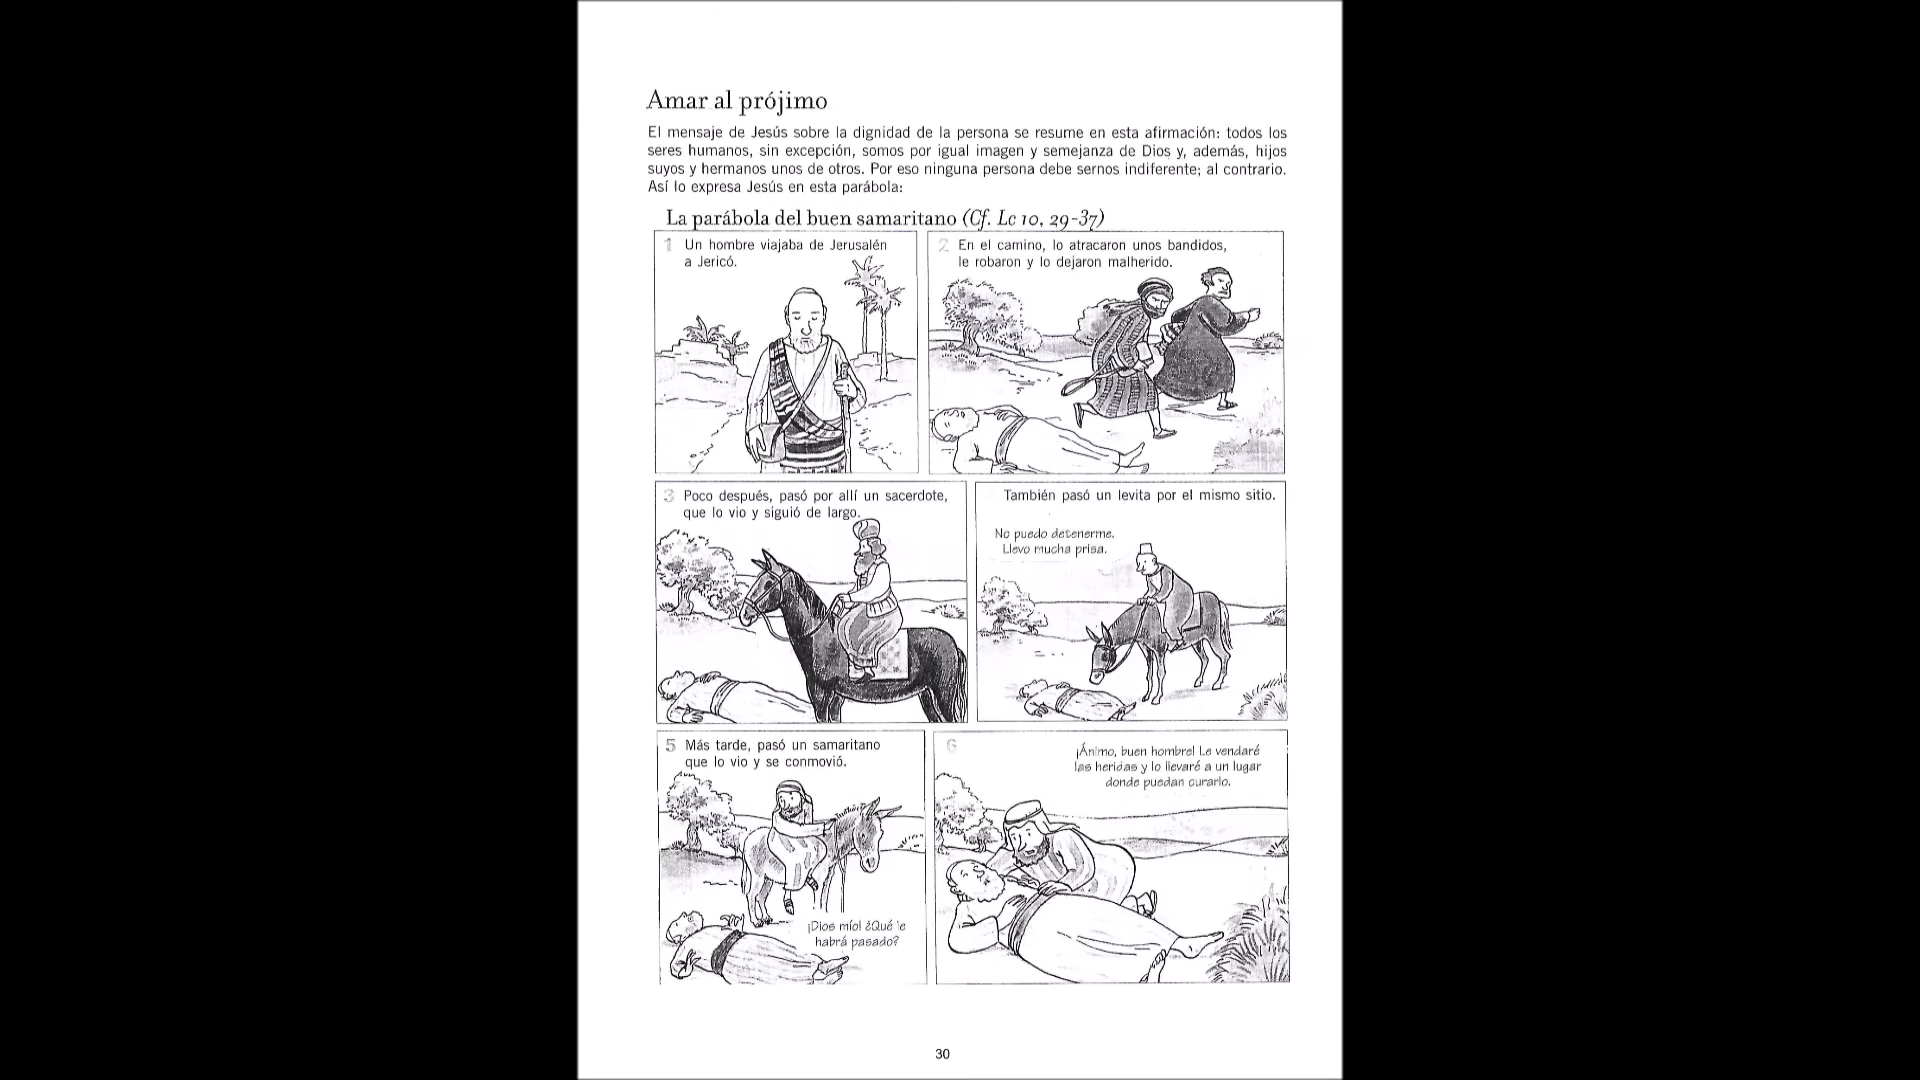 Amar al prójimo
El mensaje de Jesús sobre la dignidad de la persona se resume en esta afirmación: todos los
seres humanos, sin excepción, somos por igual imagen y semejanza de Dios y, además, hijos
suyos y hermanos unos de otros. Por eso ninguna persona debe sernos indiferente; al contrario.
Así lo expresa Jesús en esta parábola:
La parábola del buen samaritano (Cf. Lc 10, 29-37)
1 Un hombre viajaba de Jerusalén
a Jericó.
2 En el camino, lo atracaron unos bandidos,
le robaron y lo dejaron malherido.
3 Poco después, pasó por allí un sacerdote,
que lo vio y siguió de largo.
También pasó un levita por el mismo sitio.
No puedo detenerme.
Llevo mucha prisa.
5 Más tarde, pasó un samaritano
que lo vio y se conmovió.
¡Dios mío! ¿Qué le
habrá pasado?
6
¡Ánimo, buen hombre! Le vendaré
las heridas y lo llevaré a un lugar
donde puedan curarlo.
30